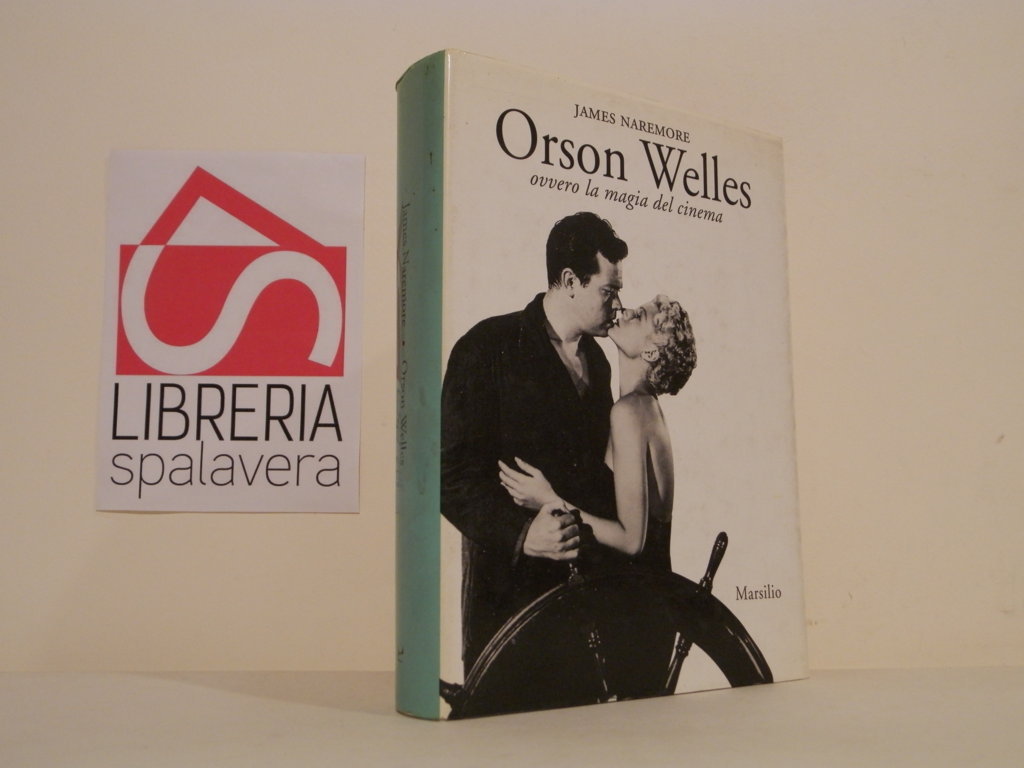 LIBRERIA
spalavera
James Naremore • Orson Welles
JAMES NAREMORE
Orson Welles
ovvero la magia del cinema
Marsilio